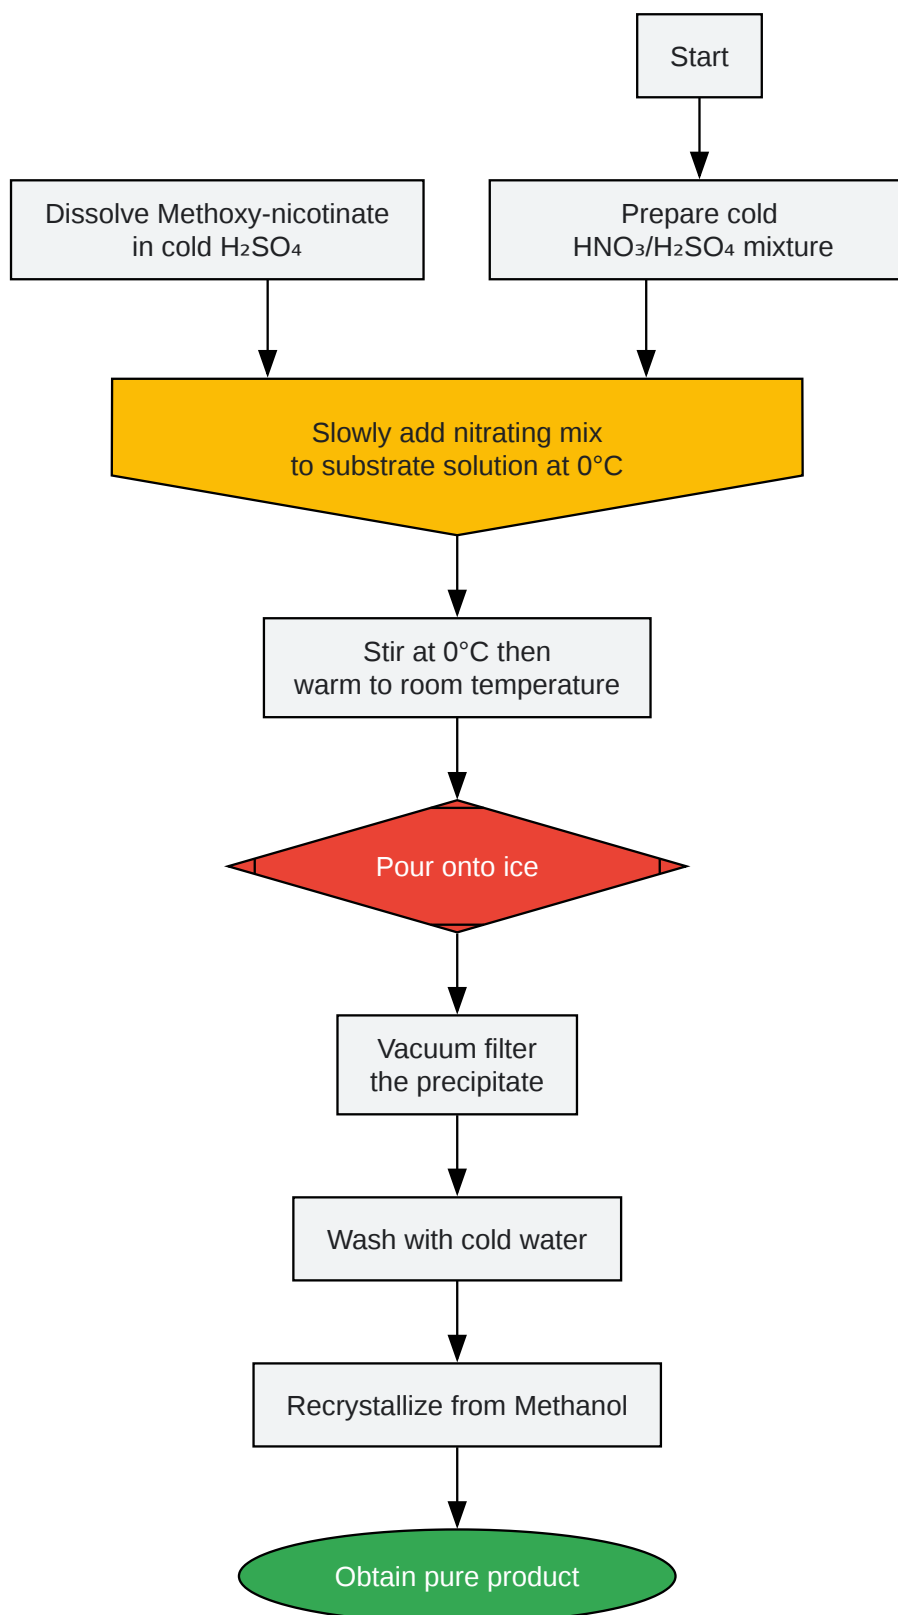 Start
Dissolve Methoxy-nicotinate
in cold H₂SO₄
Prepare cold
HNO₃/H₂SO₄ mixture
Slowly add nitrating mix
to substrate solution at 0°C
Stir at 0°C then
warm to room temperature
Pour onto ice
Vacuum filter
the precipitate
Wash with cold water
Recrystallize from Methanol
Obtain pure product